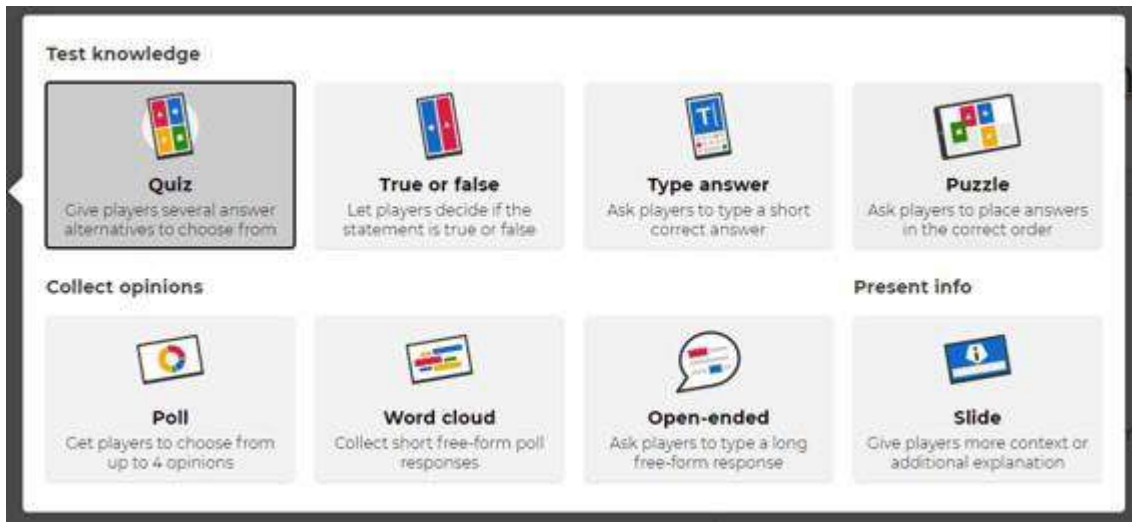 Test knowledge
Quiz
Give players several answer
alternatives to choose from
True or false
Let players decide if the
statement is true or false
Type answer
Ask players to type a short
correct answer
Puzzle
Ask players to place answers
in the correct order
Collect opinions
Poll
Get players to choose from
up to 4 opinions
Word cloud
Collect short free-form poll
responses
Open-ended
Ask players to type a long
free-form response
Present info
Slide
Give players more context or
additional explanation